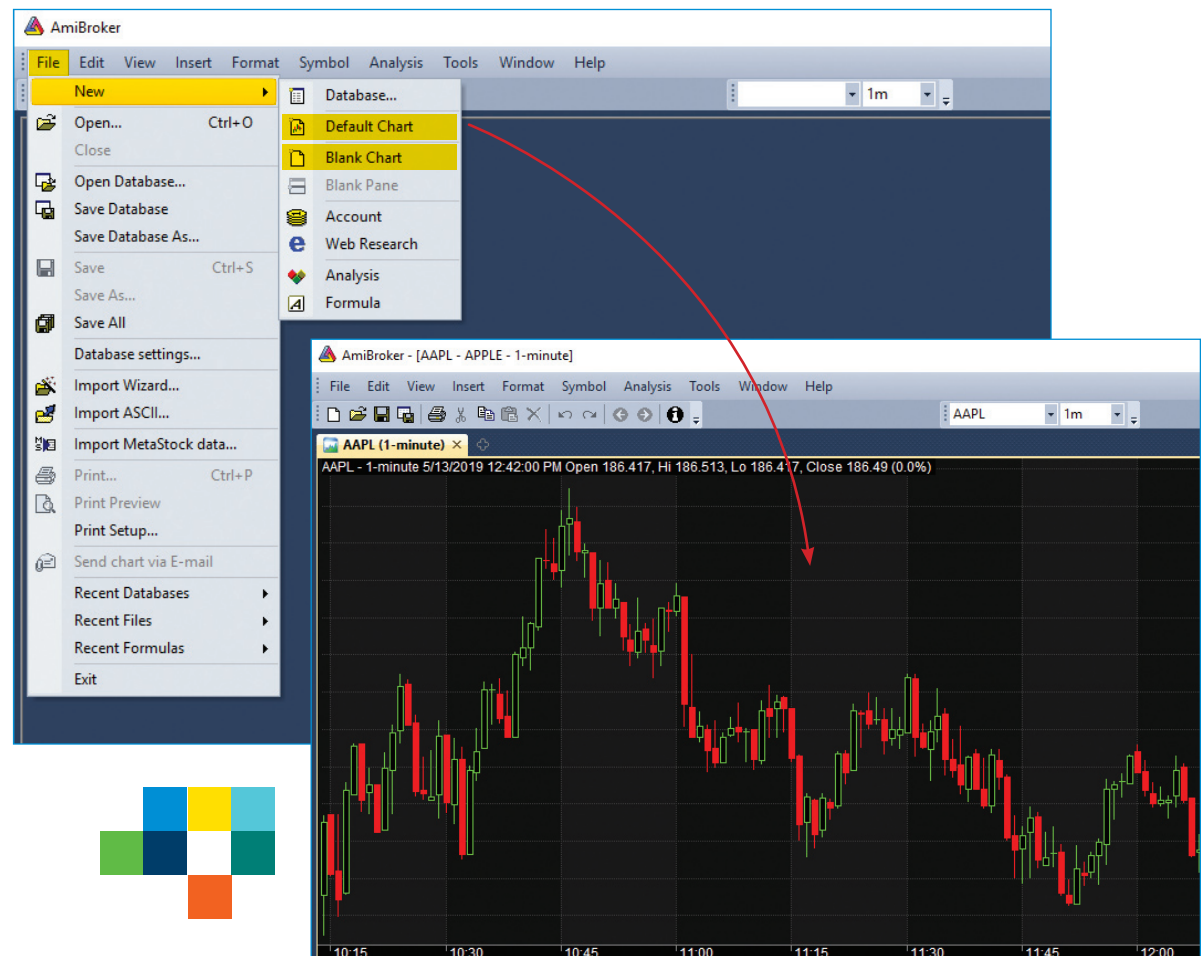 AmiBroker
File Edit View Insert Format Symbol Analysis Tools Window Help
1m
New
Open... Ctrl+O
Close
Open Database...
Save Database
Save Database As...
Save Ctrl+S
Save As...
Save All
Database settings...
Import Wizard...
Import ASCII...
Import MetaStock data...
Print... Ctrl+P
Print Preview
Print Setup...
Send chart via E-mail
Recent Databases
Recent Files
Recent Formulas
Exit
Database...
Default Chart
Blank Chart
Blank Pane
Account
Web Research
Analysis
Formula
AmiBroker - [AAPL - APPLE - 1-minute]
File Edit View Insert Format Symbol Analysis Tools Window Help
AAPL 1m
AAPL (1-minute)
AAPL - 1-minute 5/13/2019 12:42:00 PM Open 186.417, Hi 186.513, Lo 186.417, Close 186.49 (0.0%)
10:15 10:30 10:45 11:00 11:15 11:30 11:45 12:00